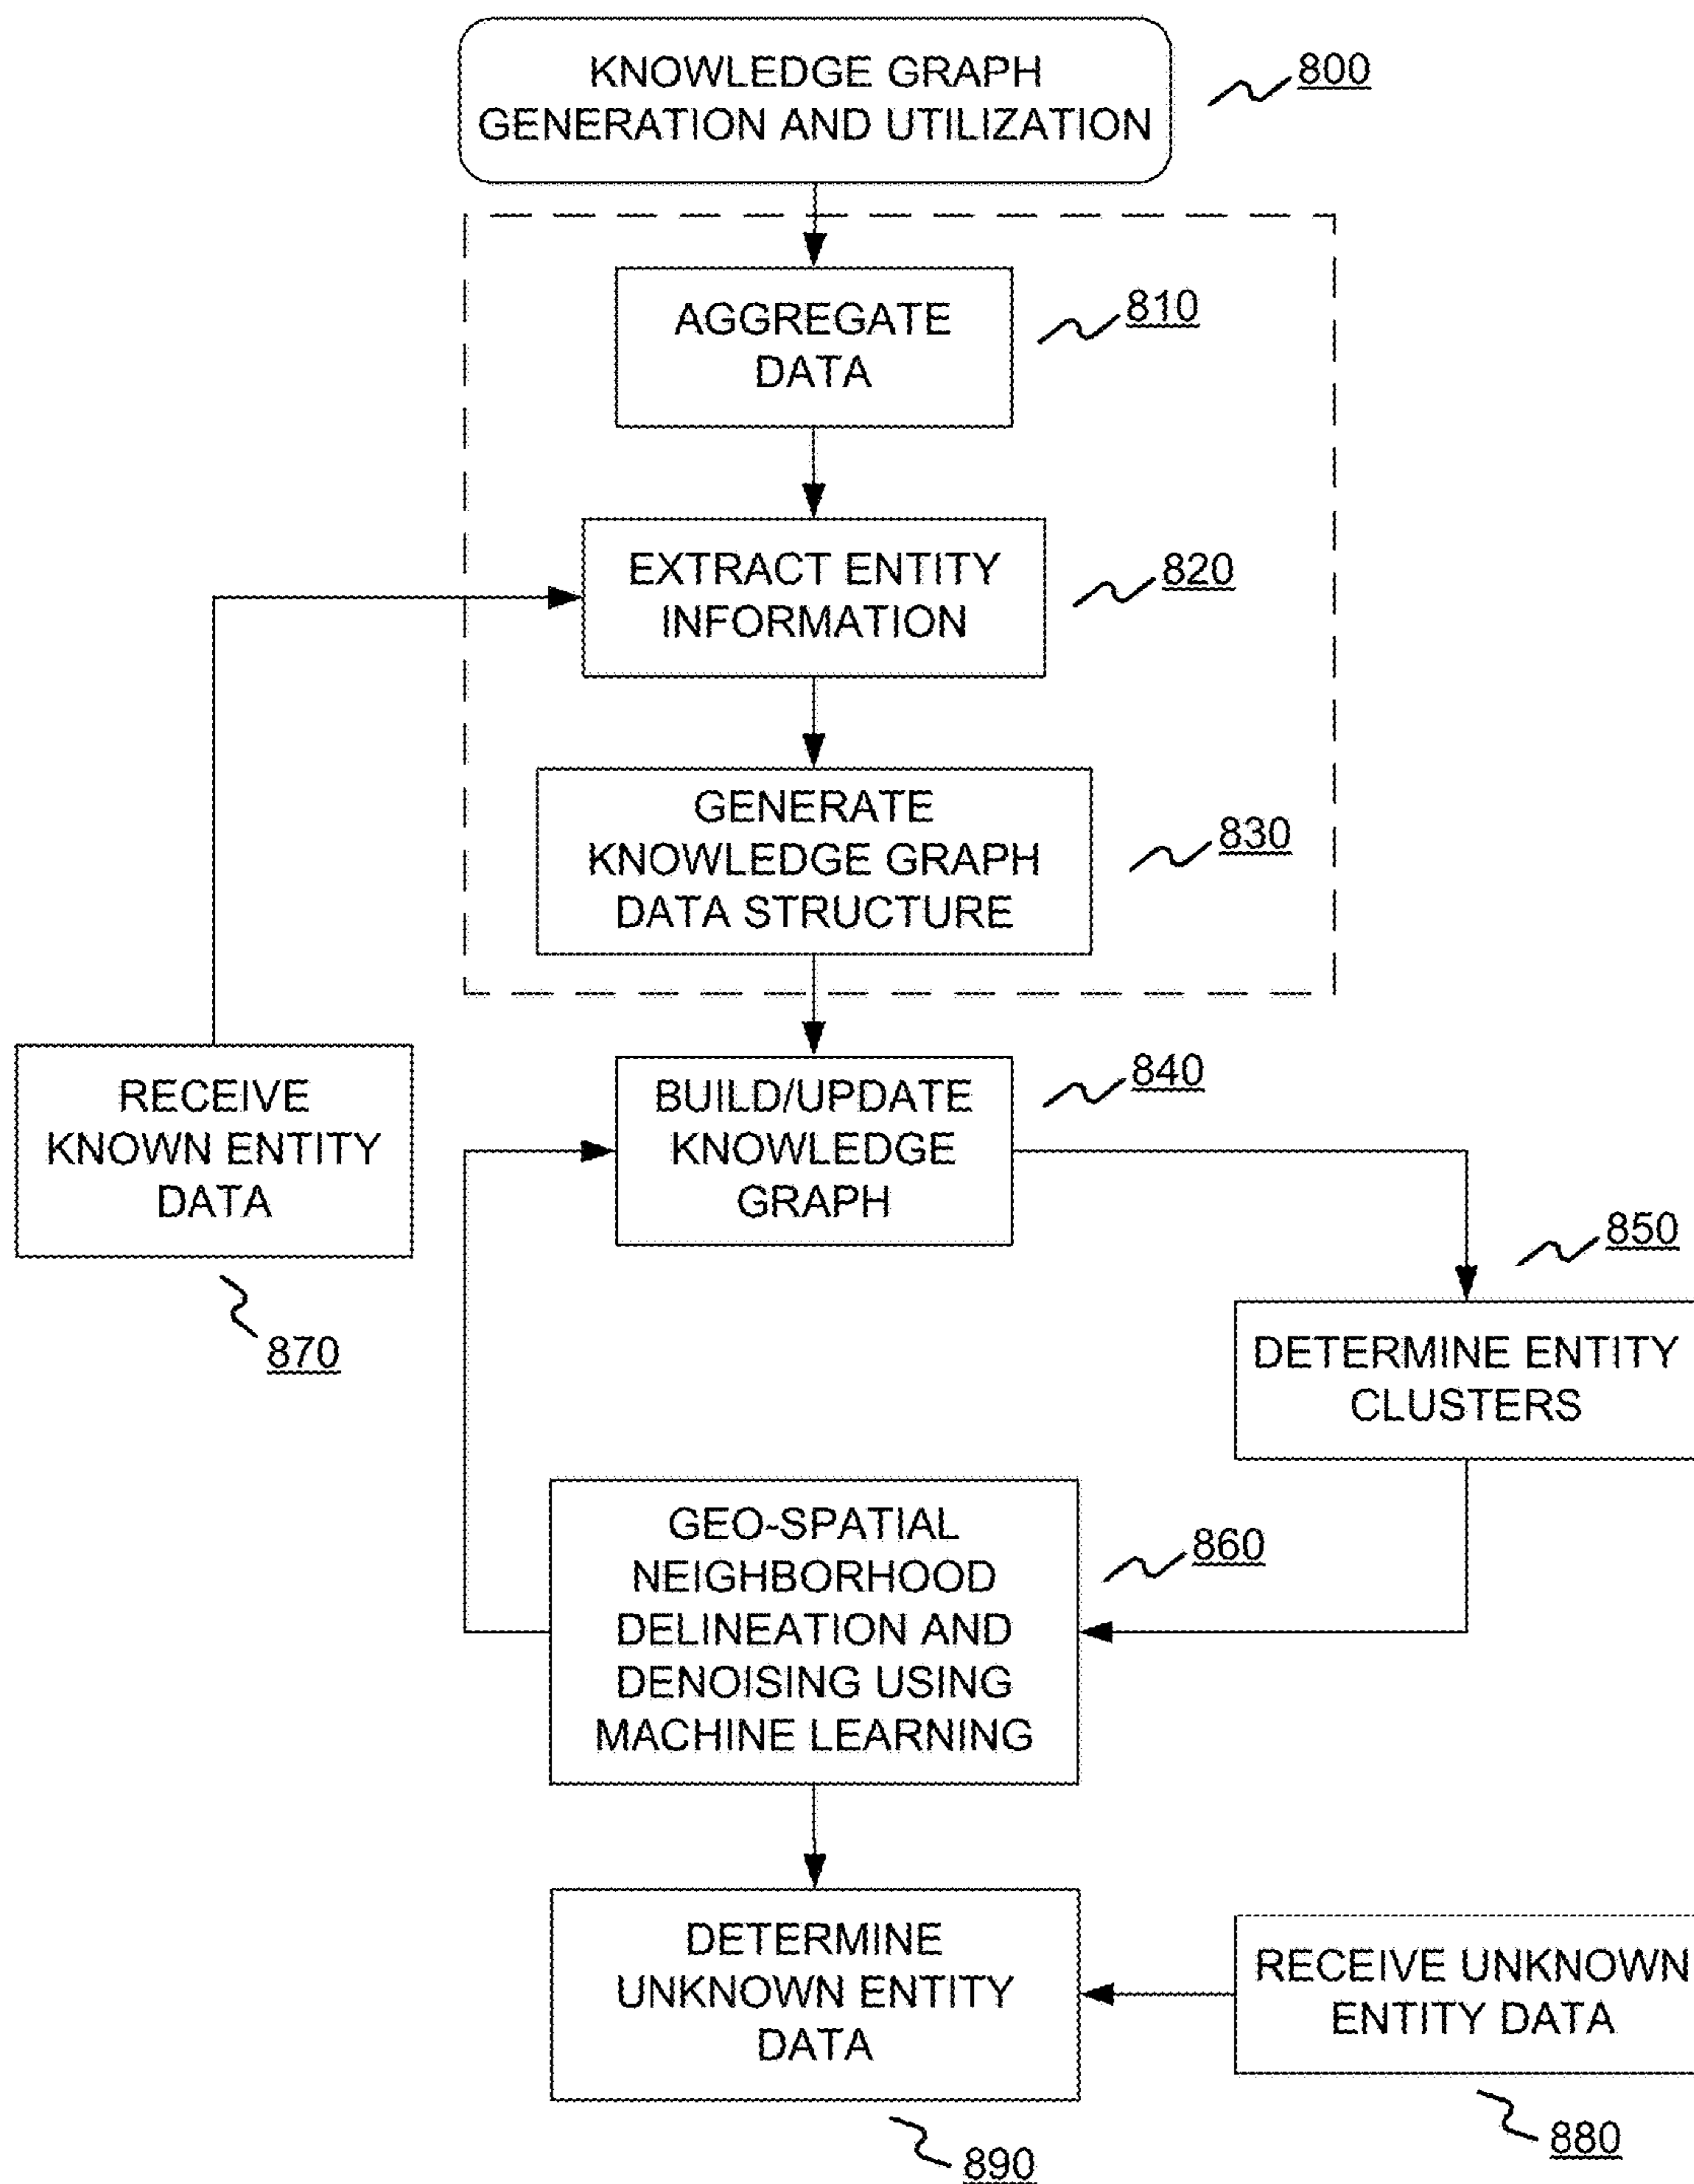 KNOWLEDGE GRAPH
GENERATION AND UTILIZATION
800
AGGREGATE
DATA
810
EXTRACT ENTITY
INFORMATION
820
GENERATE
KNOWLEDGE GRAPH
DATA STRUCTURE
830
RECEIVE
KNOWN ENTITY
DATA
870
BUILD/UPDATE
KNOWLEDGE
GRAPH
840
850
DETERMINE ENTITY
CLUSTERS
GEO-SPATIAL
NEIGHBORHOOD
DELINEATION AND
DENOISING USING
MACHINE LEARNING
860
DETERMINE
UNKNOWN ENTITY
DATA
890
RECEIVE UNKNOWN
ENTITY DATA
880